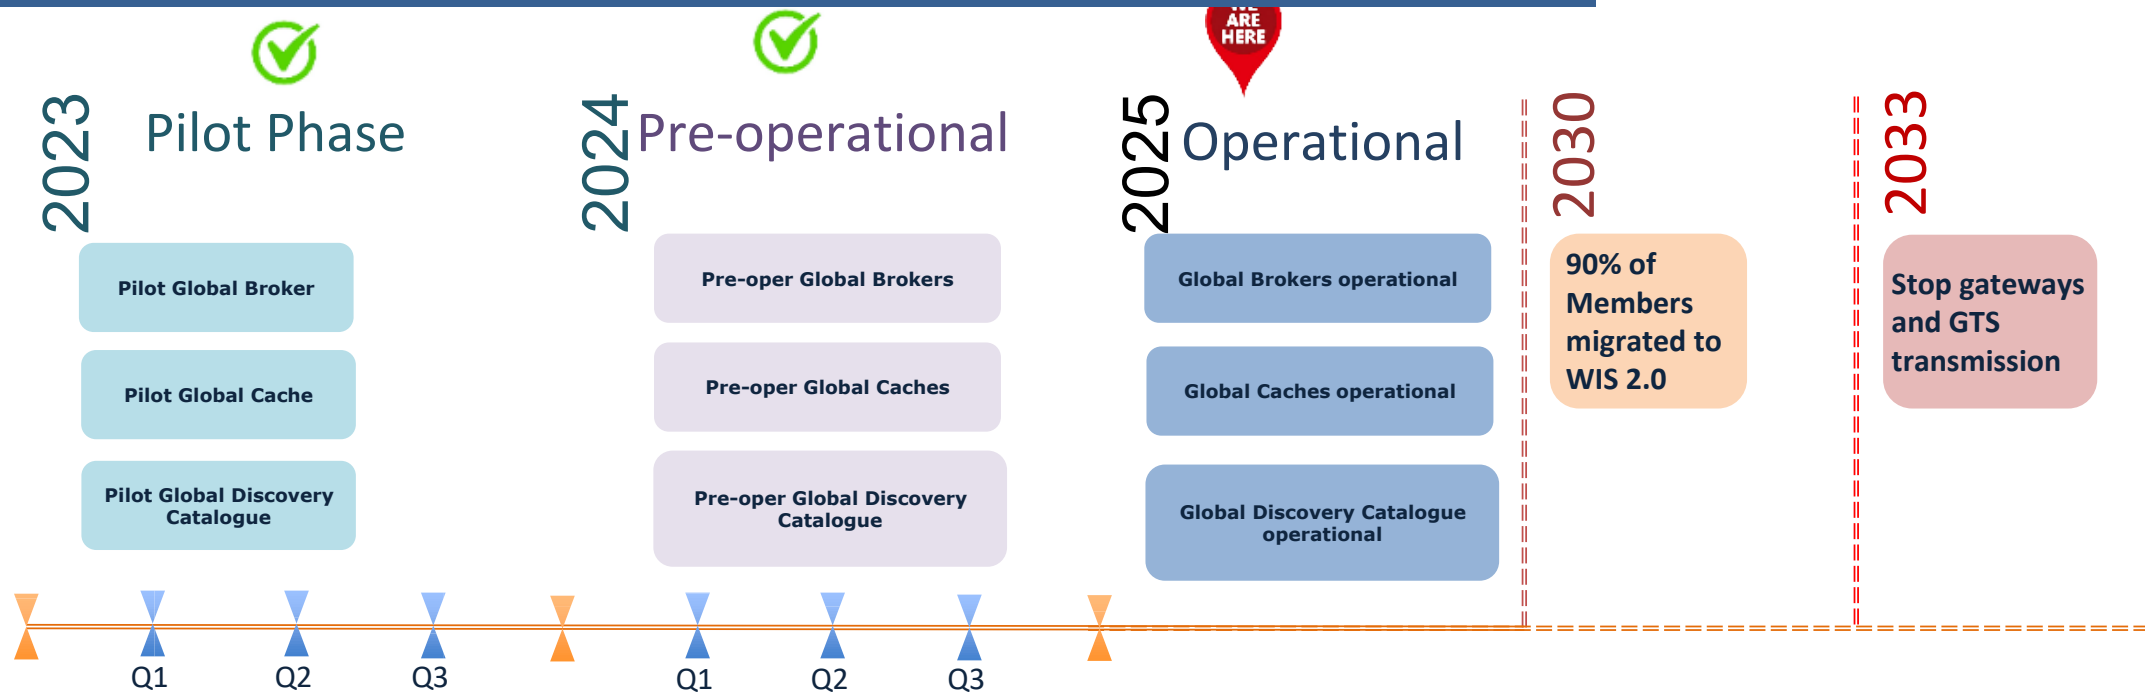 ARE
HERE
2023
Pilot Phase
2024
Pre-operational
2025
Operational
2030
2033
Pilot Global Broker
Pilot Global Cache
Pilot Global Discovery
Catalogue
Pre-oper Global Brokers
Pre-oper Global Caches
Pre-oper Global Discovery
Catalogue
Global Brokers operational
Global Caches operational
Global Discovery Catalogue
operational
90% of
Members
migrated to
WIS 2.0
Stop gateways
and GTS
transmission
Q1
Q2
Q3
Q1
Q2
Q3